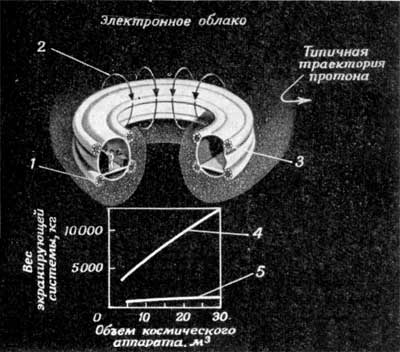 Электронное облако
2
Типичная
траектория
протона
1
3
Вес
экранирующей
системы, кг
10000
5000
4
5
0
10
20
30
Объем космического
аппарата, м³